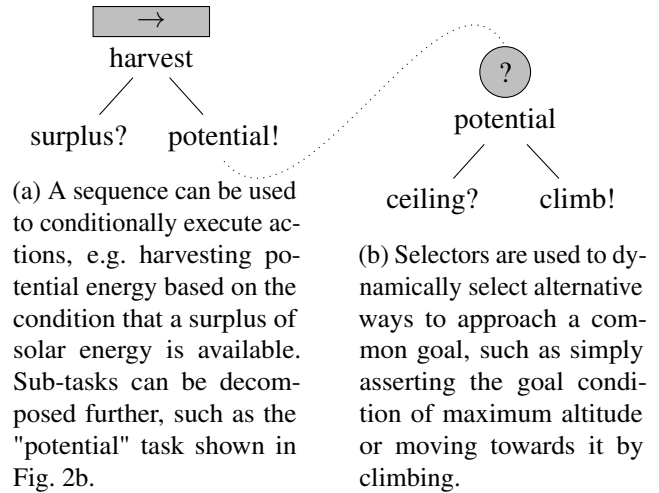 →
harvest
surplus?
potential!
(a) A sequence can be used
to conditionally execute ac-
tions, e.g. harvesting po-
tential energy based on the
condition that a surplus of
solar energy is available.
Sub-tasks can be decom-
posed further, such as the
"potential" task shown in
Fig. 2b.
?
potential
ceiling?
climb!
(b) Selectors are used to dy-
namically select alternative
ways to approach a com-
mon goal, such as simply
asserting the goal condi-
tion of maximum altitude
or moving towards it by
climbing.